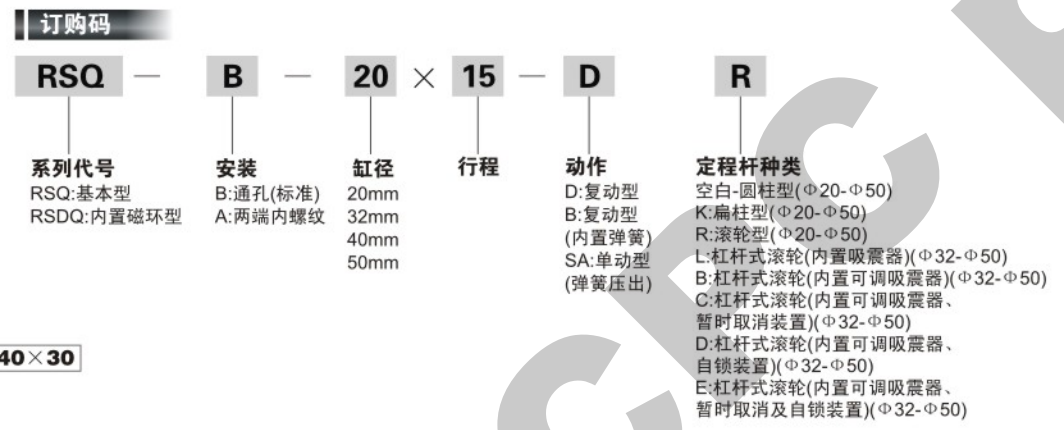 订购码
RSQ — B — 20 × 15 — D R
系列代号
RSQ:基本型
RSDQ:内置磁环型
安装
B:通孔(标准)
A:两端内螺纹
缸径
20mm
32mm
40mm
50mm
行程
动作
D:复动型
B:复动型
(内置弹簧)
SA:单动型
(弹簧压出)
定程杆种类
空白-圆柱型(Φ20-Φ50)
K:扁柱型(Φ20-Φ50)
R:滚轮型(Φ20-Φ50)
L:杠杆式滚轮(内置吸震器)(Φ32-Φ50)
B:杠杆式滚轮(内置可调吸震器)(Φ32-Φ50)
C:杠杆式滚轮(内置可调吸震器、
暂时取消装置)(Φ32-Φ50)
D:杠杆式滚轮(内置可调吸震器、
自锁装置)(Φ32-Φ50)
E:杠杆式滚轮(内置可调吸震器、
暂时取消及自锁装置)(Φ32-Φ50)
40×30
CPC